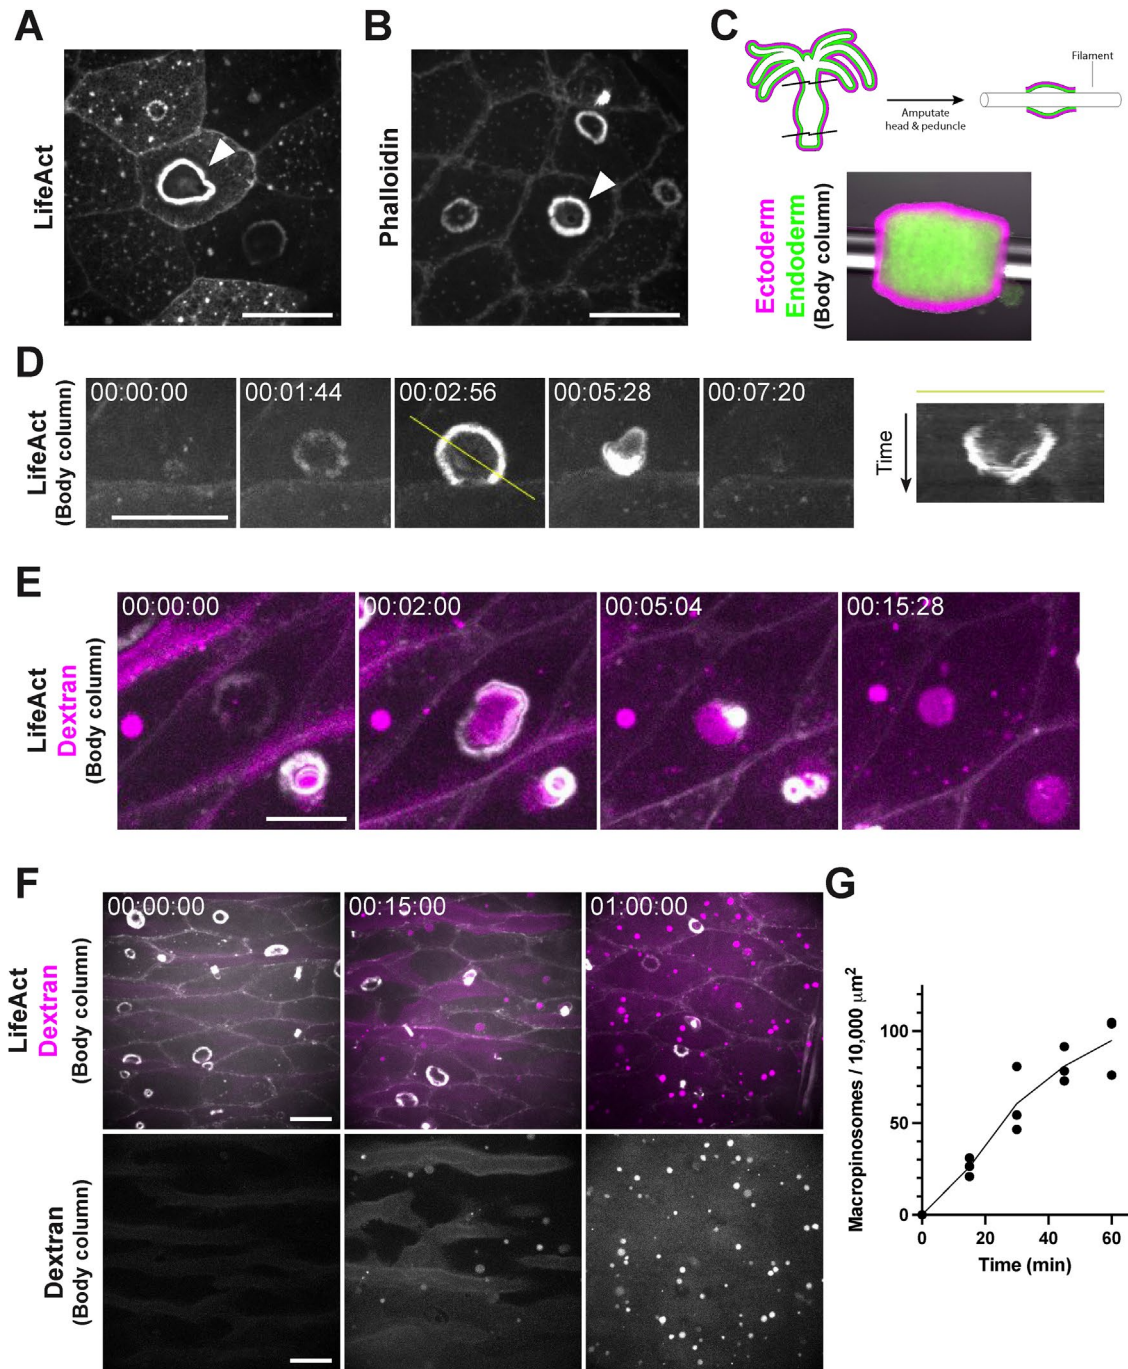 A
LifeAct
B
Phalloidin
C
Amputate
head & peduncle
Filament
Ectoderm
Endoderm
(Body column)
D
LifeAct
(Body column)
00:00:00
00:01:44
00:02:56
00:05:28
00:07:20
Time
E
LifeAct
Dextran
(Body column)
00:00:00
00:02:00
00:05:04
00:15:28
F
LifeAct
Dextran
(Body column)
00:00:00
00:15:00
01:00:00
Dextran
(Body column)
G
Macropinosomes / 10,000 μm²
100
50
0
0
20
40
60
Time (min)